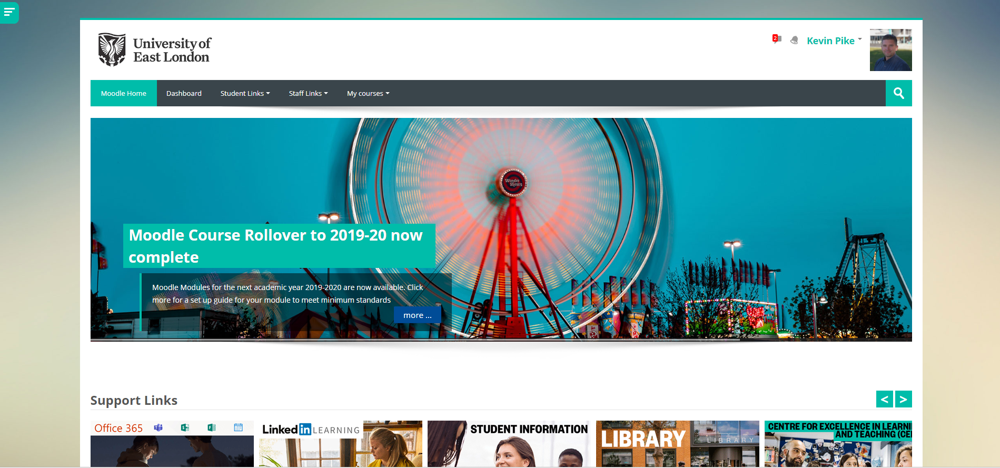 University of
East London
2
Kevin Pike
Moodle Home
Dashboard
Student Links
Staff Links
My courses
Wonder
Shows
Moodle Course Rollover to 2019-20 now
complete
Moodle Modules for the next academic year 2019-2020 are now available. Click
more for a set up guide for your module to meet minimum standards
more ...
Support Links
< >
Office 365
Linked in LEARNING
STUDENT INFORMATION
LIBRARY
LIBRARY
CENTRE FOR EXCELLENCE IN LEARNI
AND TEACHING (CE